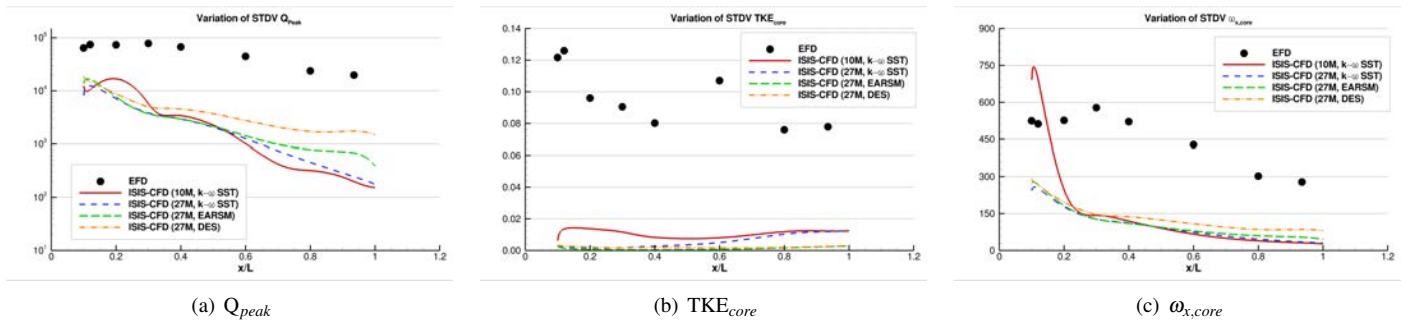 Variation of STDV Q_Peak
10^5
10^4
10^3
10^2
10^1
EFD
ISIS-CFD (10M, k-ω SST)
ISIS-CFD (27M, k-ω SST)
ISIS-CFD (27M, EARSM)
ISIS-CFD (27M, DES)
0 0.2 0.4 0.6 0.8 1 1.2
x/L
(a) Q_peak
Variation of STDV TKE_core
0.14
0.12
0.10
0.08
0.06
0.04
0.02
0.00
EFD
ISIS-CFD (10M, k-ω SST)
ISIS-CFD (27M, k-ω SST)
ISIS-CFD (27M, EARSM)
ISIS-CFD (27M, DES)
0 0.2 0.4 0.6 0.8 1 1.2
x/L
(b) TKE_core
Variation of STDV ω_x,core
900
750
600
450
300
150
0
EFD
ISIS-CFD (10M, k-ω SST)
ISIS-CFD (27M, k-ω SST)
ISIS-CFD (27M, EARSM)
ISIS-CFD (27M, DES)
0 0.2 0.4 0.6 0.8 1 1.2
x/L
(c) ω_x,core